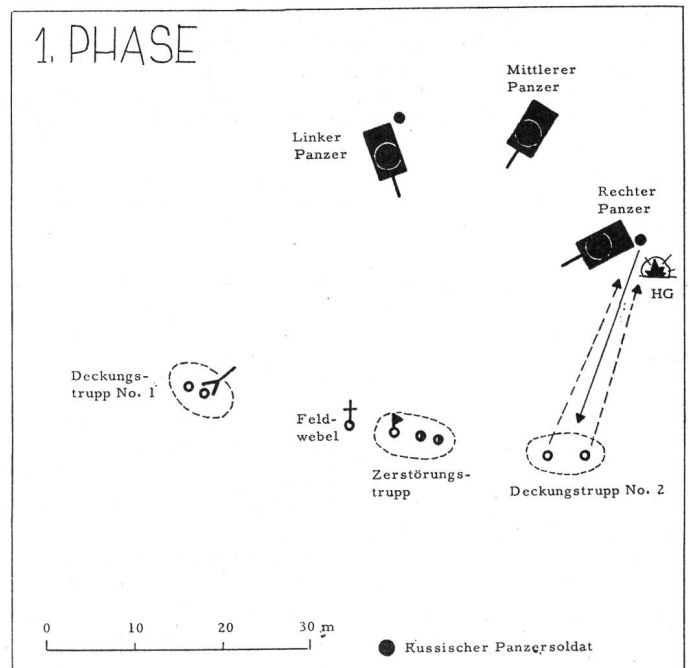 1. PHASE
Mittlerer
Panzer
Linker
Panzer
Rechter
Panzer
HG
Deckungs-
trupp No. 1
Feld-
webel
Zerstörungs-
trupp
Deckungstrupp No. 2
0 10 20 30 m
Russischer Panzersoldat